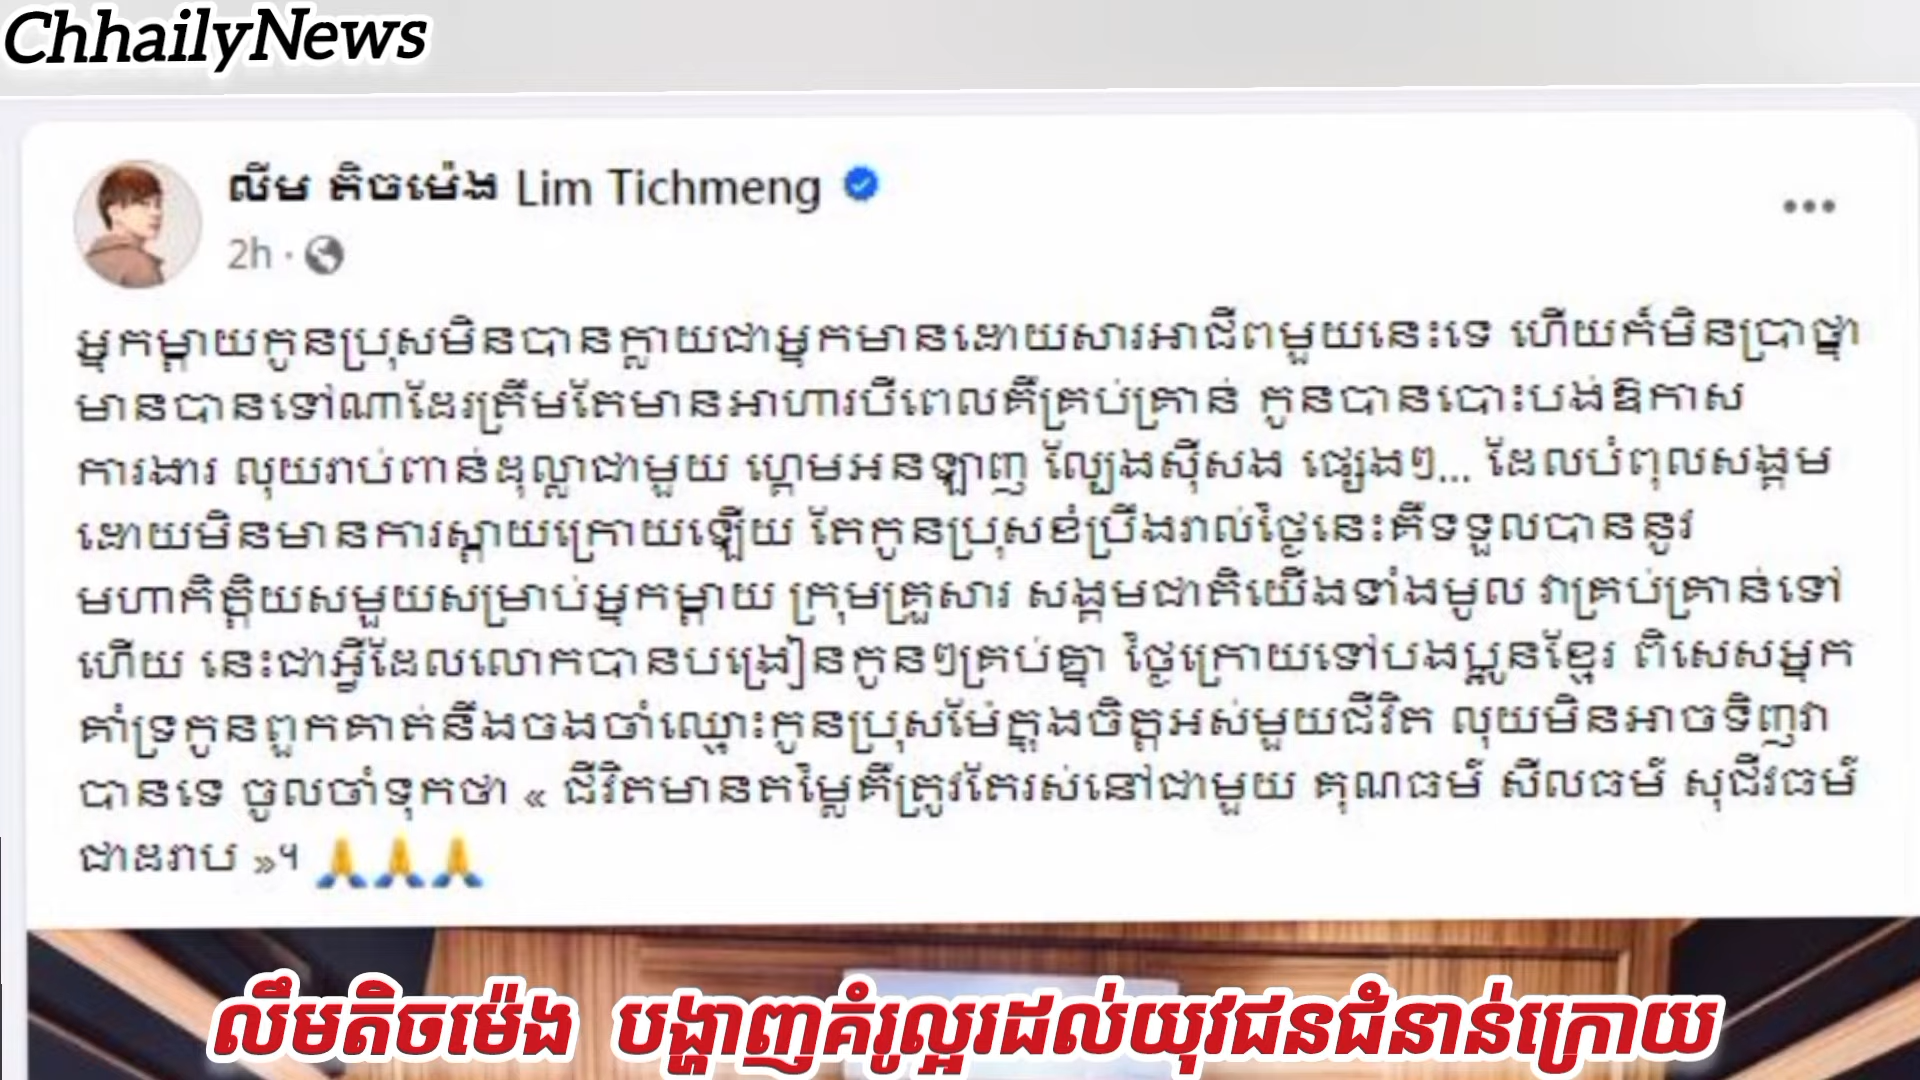 ChhailyNews
លីម តិចម៉េង Lim Tichmeng
2h ·
អ្នកម្តាយកូនប្រុសមិនបានក្លាយជាអ្នកមានដោយសារអាជីពមួយនេះទេ ហើយក៏មិនប្រាថ្នា
មានបានទៅណាដែរត្រឹមតែមានអាហារបីពេលគឺគ្រប់គ្រាន់ កូនបានបោះបង់ឱកាស
ការងារ លុយរាប់ពាន់ដុល្លាជាមួយ ហ្គេមអនឡាញ ល្បែងស៊ីសង ផ្សេងៗ... ដែលបំពុលសង្គម
ដោយមិនមានការស្តាយក្រោយឡើយ តែកូនប្រុសខំប្រឹងរាល់ថ្ងៃនេះគឺទទួលបាននូវ
មហាកិត្តិយសមួយសម្រាប់អ្នកម្តាយ ក្រុមគ្រួសារ សង្គមជាតិយើងទាំងមូល វាគ្រប់គ្រាន់ទៅ
ហើយ នេះជាអ្វីដែលលោកបានបង្រៀនកូនៗគ្រប់គ្នា ថ្ងៃក្រោយទៅបងប្អូនខ្មែរ ពិសេសអ្នក
គាំទ្រកូនពួកគាត់នឹងចងចាំឈ្មោះកូនប្រុសម៉ែក្នុងចិត្តអស់មួយជីវិត លុយមិនអាចទិញវា
បានទេ ចូលចាំទុកថា « ជីវិតមានតម្លៃគឺត្រូវតែរស់នៅជាមួយ គុណធម៌ សីលធម៌ សុជីវធម៌
ជាដរាប »។ 🙏🙏🙏
លឹមតិចម៉េង បង្ហាញគំរូល្អរដល់យុវជនជំនាន់ក្រោយ